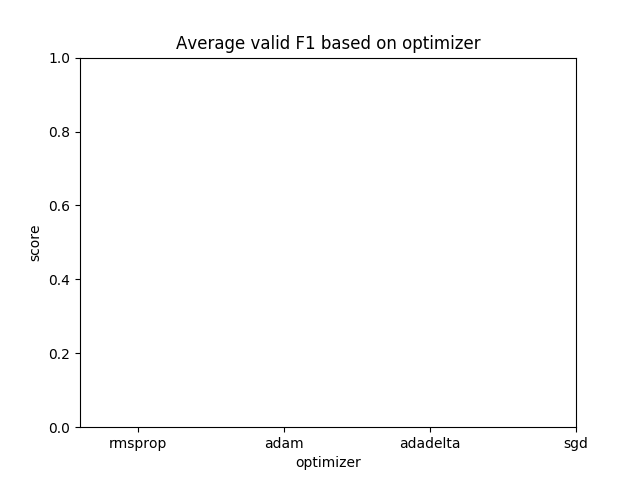 Average valid F1 based on optimizer
1.0
0.8
0.6
0.4
0.2
0.0
score
rmsprop adam adadelta sgd
optimizer